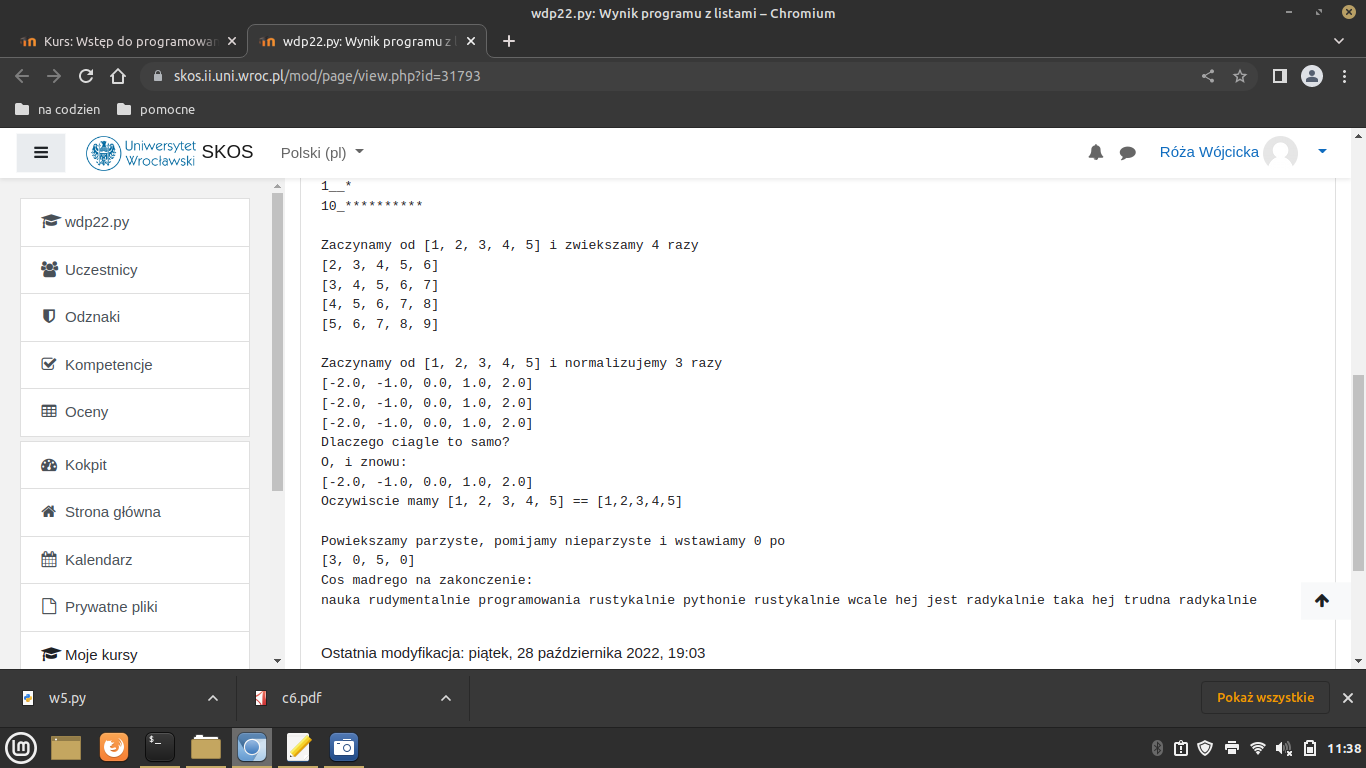 wdp22.py: Wynik programu z listami – Chromium
Kurs: Wstęp do programowan
wdp22.py: Wynik programu z l
skos.ii.uni.wroc.pl/mod/page/view.php?id=31793
na codzien
pomocne
Uniwersytet
Wrocławski
SKOS
Polski (pl)
Róża Wójcicka
wdp22.py
Uczestnicy
Odznaki
Kompetencje
Oceny
Kokpit
Strona główna
Kalendarz
Prywatne pliki
Moje kursy
1__*
10_**********
Zaczynamy od [1, 2, 3, 4, 5] i zwiekszamy 4 razy
[2, 3, 4, 5, 6]
[3, 4, 5, 6, 7]
[4, 5, 6, 7, 8]
[5, 6, 7, 8, 9]
Zaczynamy od [1, 2, 3, 4, 5] i normalizujemy 3 razy
[-2.0, -1.0, 0.0, 1.0, 2.0]
[-2.0, -1.0, 0.0, 1.0, 2.0]
[-2.0, -1.0, 0.0, 1.0, 2.0]
Dlaczego ciagle to samo?
O, i znowu:
[-2.0, -1.0, 0.0, 1.0, 2.0]
Oczywiscie mamy [1, 2, 3, 4, 5] == [1,2,3,4,5]
Powiekszamy parzyste, pomijamy nieparzyste i wstawiamy 0 po
[3, 0, 5, 0]
Cos madrego na zakonczenie:
nauka rudymentalnie programowania rustykalnie pythonie rustykalnie wcale hej jest radykalnie taka hej trudna radykalnie
Ostatnia modyfikacja: piątek, 28 października 2022, 19:03
w5.py
c6.pdf
Pokaż wszystkie
11:38